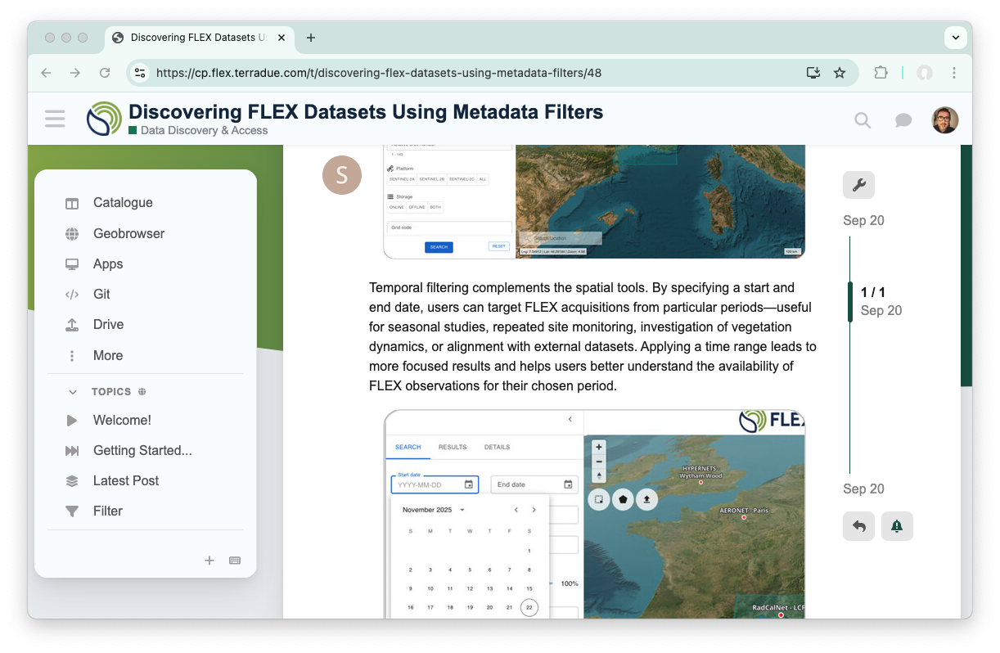 Discovering FLEX Datasets U
https://cp.flex.terradue.com/t/discovering-flex-datasets-using-metadata-filters/48
Discovering FLEX Datasets Using Metadata Filters
Data Discovery & Access
Catalogue
Geobrowser
Apps
Git
Drive
More
TOPICS
Welcome!
Getting Started...
Latest Post
Filter
S
1 - 143
Platform
SENTINEL-2A SENTINEL-2B SENTINEL-2C ALL
Storage
ONLINE OFFLINE BOTH
Grid code
SEARCH RESET
Temporal filtering complements the spatial tools. By specifying a start and
end date, users can target FLEX acquisitions from particular periods—useful
for seasonal studies, repeated site monitoring, investigation of vegetation
dynamics, or alignment with external datasets. Applying a time range leads to
more focused results and helps users better understand the availability of
FLEX observations for their chosen period.
FLEX
SEARCH RESULTS DETAILS
Start date
YYYY-MM-DD
End date
November 2025
S M T W T F S
1
2 3 4 5 6 7 8
9 10 11 12 13 14 15
16 17 18 19 20 21 22
100%
HYPERNETS -
Wytham Wood
AERONET - Paris
RadCalNet - LCF
Sep 20
1 / 1
Sep 20
Sep 20